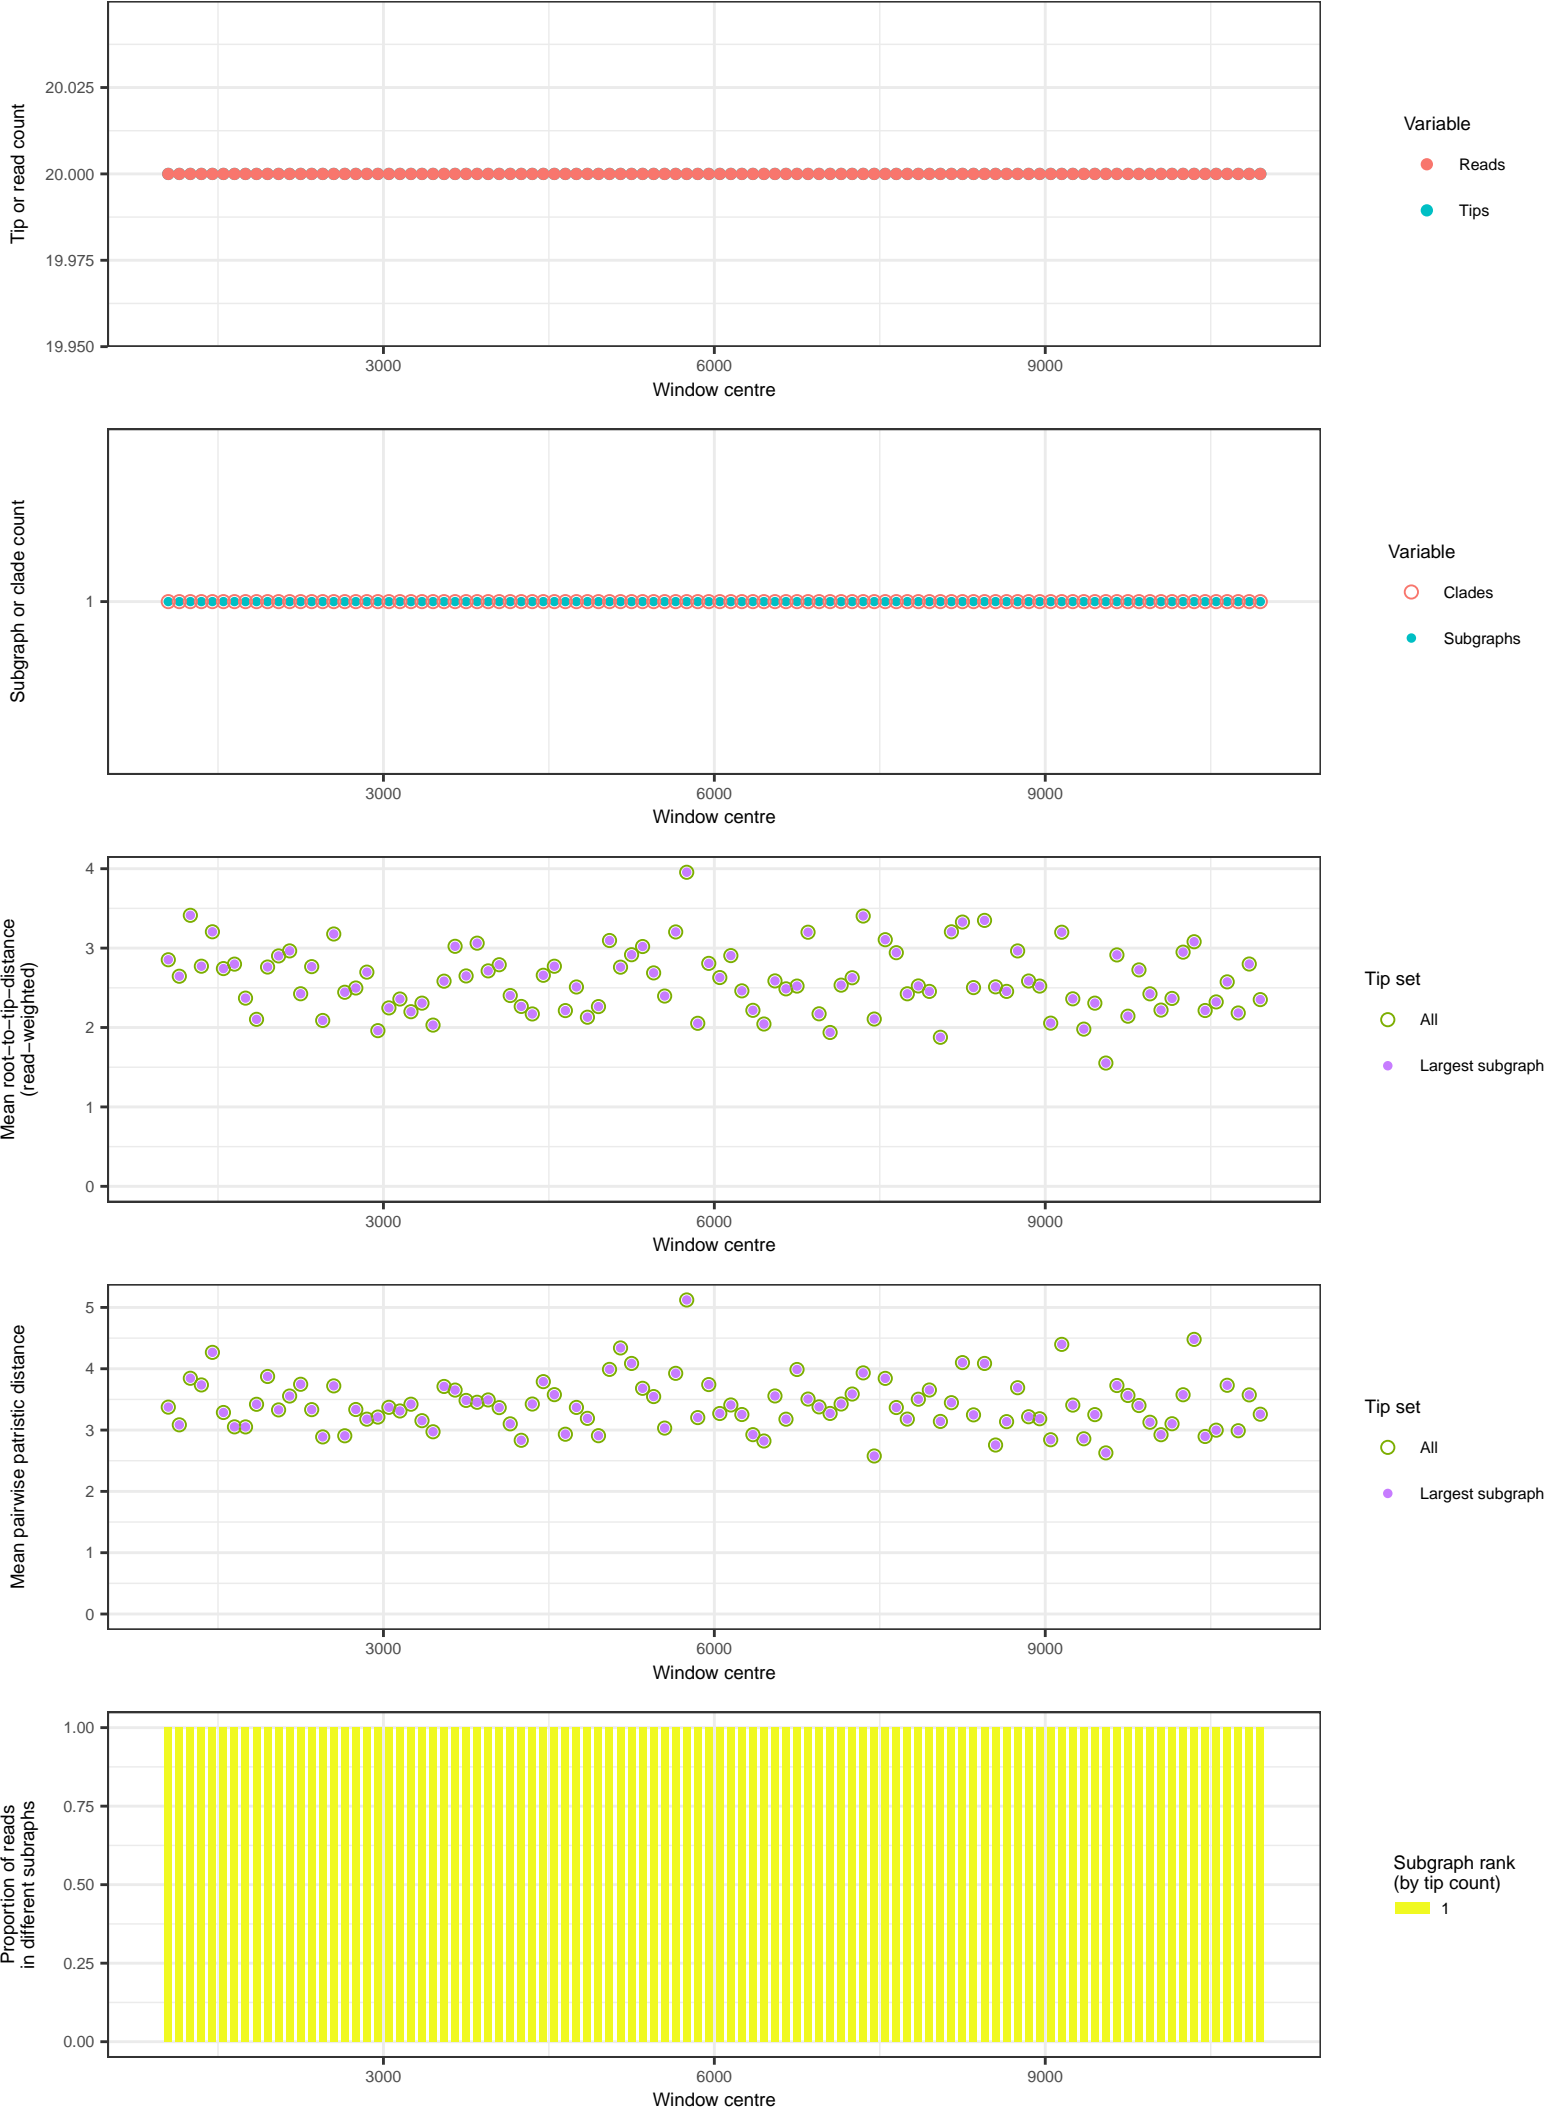 Tip or read count
20.025
20.000
19.975
19.950
3000
6000
9000
Window centre
Variable
Reads
Tips
Subgraph or clade count
1
3000
6000
9000
Window centre
Variable
Clades
Subgraphs
Mean root−to−tip−distance
(read−weighted)
4
3
2
1
0
3000
6000
9000
Window centre
Tip set
All
Largest subgraph
Mean pairwise patristic distance
5
4
3
2
1
0
3000
6000
9000
Window centre
Tip set
All
Largest subgraph
Proportion of reads
in different subraphs
1.00
0.75
0.50
0.25
0.00
3000
6000
9000
Window centre
Subgraph rank
(by tip count)
1